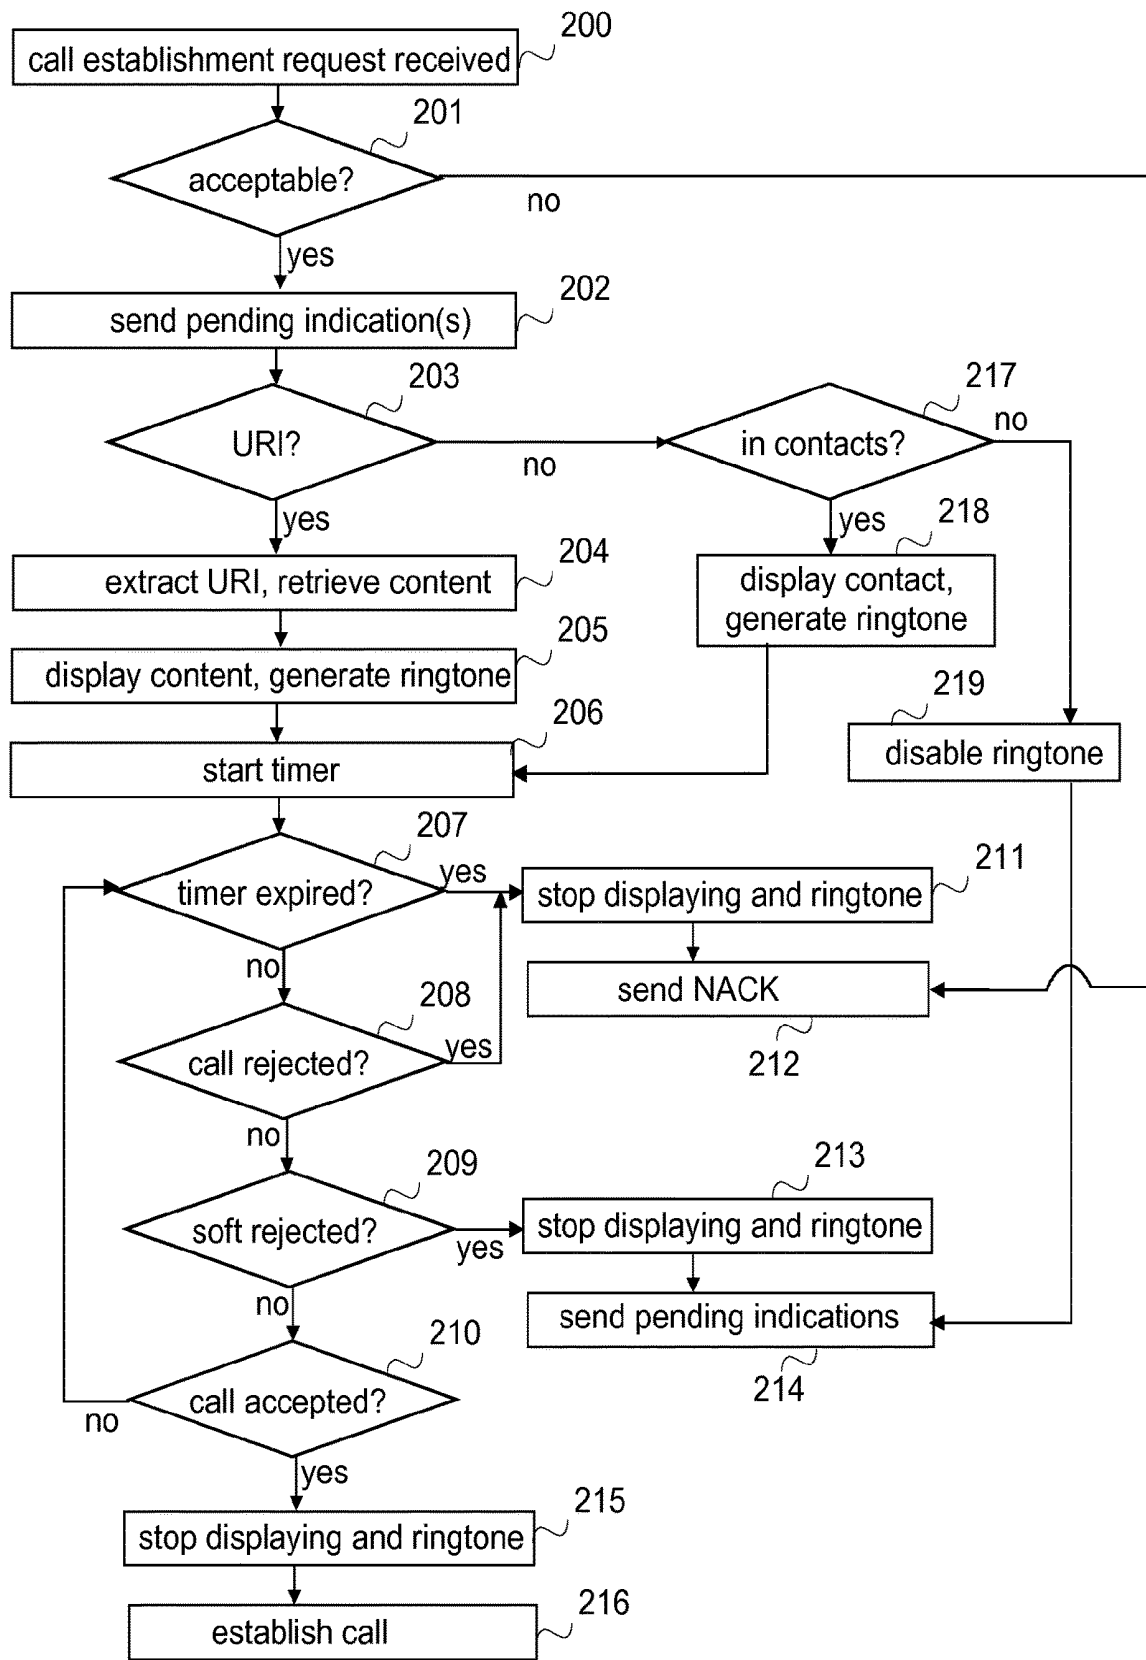 200
call establishment request received
201
acceptable?
no
yes
202
send pending indication(s)
203
URI?
no
yes
217
in contacts?
no
yes
204
extract URI, retrieve content
218
display contact,
generate ringtone
205
display content, generate ringtone
206
start timer
219
disable ringtone
207
timer expired?
yes
no
211
stop displaying and ringtone
send NACK
212
208
call rejected?
yes
no
209
soft rejected?
yes
no
213
stop displaying and ringtone
send pending indications
214
210
call accepted?
no
yes
215
stop displaying and ringtone
216
establish call